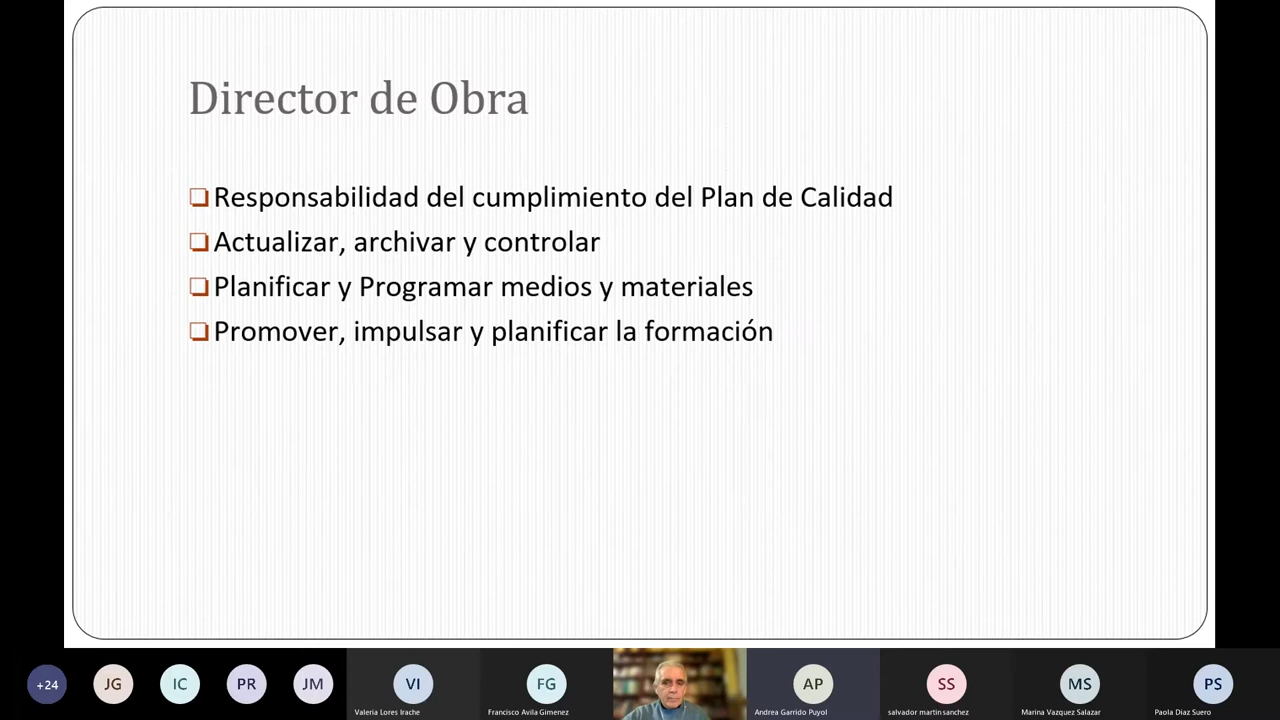 Director de Obra
Responsabilidad del cumplimiento del Plan de Calidad
Actualizar, archivar y controlar
Planificar y Programar medios y materiales
Promover, impulsar y planificar la formación
+24
JG
IC
PR
JM
VI
Valeria Lores Irache
FG
Francisco Avila Gimenez
AP
Andrea Garrido Puyol
SS
salvador martin sanchez
MS
Marina Vazquez Salazar
PS
Paola Diaz Suero